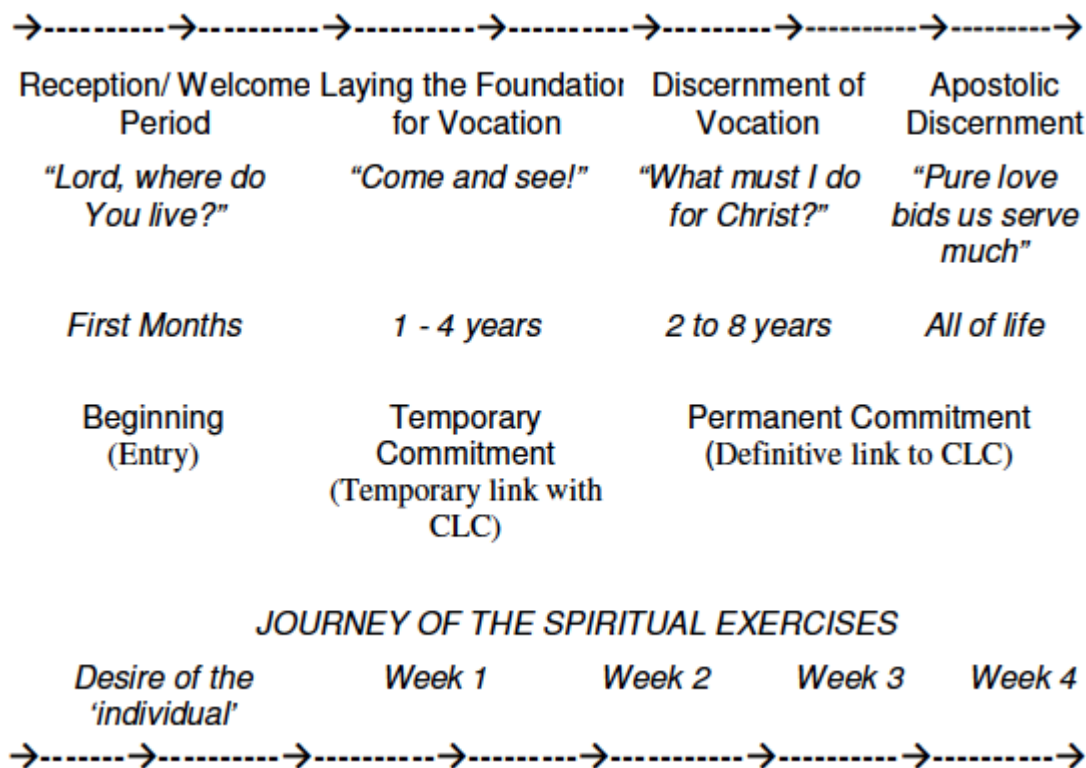 →----------→----------→----------→----------→---------→----------→---------→
Reception/ Welcome Period
Laying the Foundation for Vocation
Discernment of Vocation
Apostolic Discernment
“Lord, where do You live?”
“Come and see!”
“What must I do for Christ?”
“Pure love bids us serve much”
First Months
1 - 4 years
2 to 8 years
All of life
Beginning
(Entry)
Temporary Commitment
(Temporary link with CLC)
Permanent Commitment
(Definitive link to CLC)
JOURNEY OF THE SPIRITUAL EXERCISES
Desire of the ‘individual’
Week 1
Week 2
Week 3
Week 4
→-------→----------→----------→---------→-----------→----------→----------→